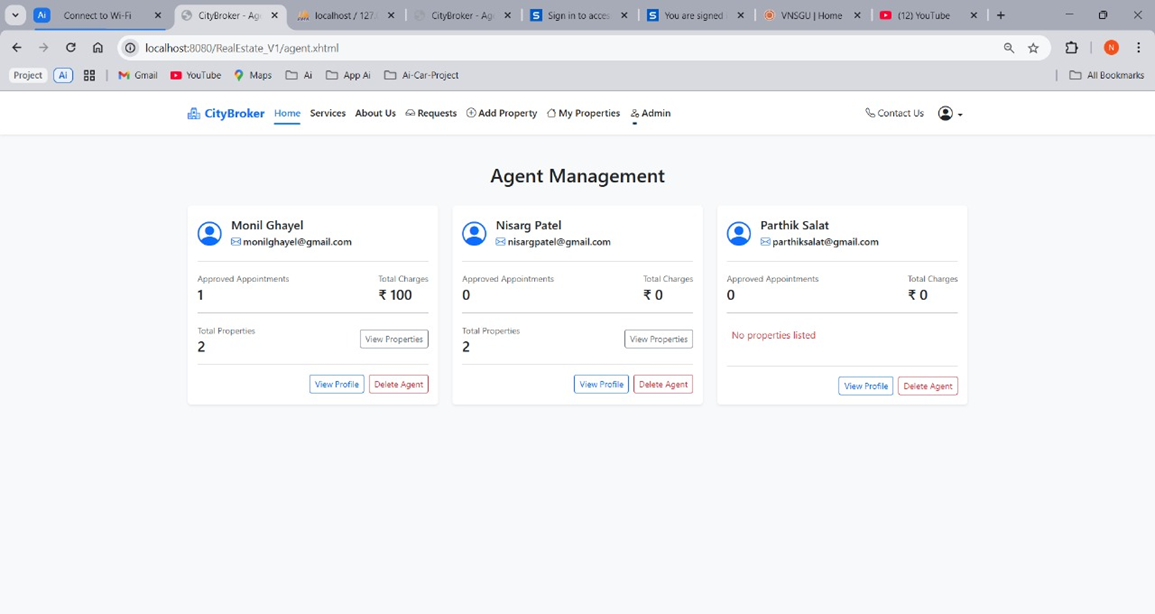 Ai Connect to Wi-Fi
CityBroker - Age
localhost / 127.
CityBroker - Age
S Sign in to acces
S You are signed
VNSGU | Home
(12) YouTube
localhost:8080/RealEstate_V1/agent.xhtml
N
Project Ai Gmail YouTube Maps Ai App Ai Ai-Car-Project All Bookmarks
CityBroker Home Services About Us Requests Add Property My Properties Admin Contact Us
Agent Management
Monil Ghayel
monilghayel@gmail.com
Approved Appointments Total Charges
1 ₹ 100
Total Properties
2 View Properties
View Profile Delete Agent
Nisarg Patel
nisargpatel@gmail.com
Approved Appointments Total Charges
0 ₹ 0
Total Properties
2 View Properties
View Profile Delete Agent
Parthik Salat
parthiksalat@gmail.com
Approved Appointments Total Charges
0 ₹ 0
No properties listed
View Profile Delete Agent